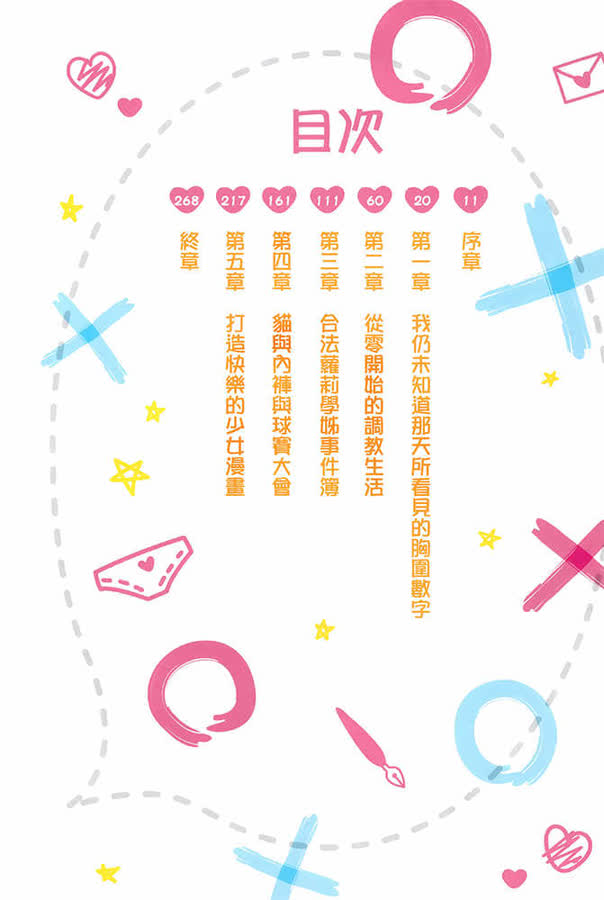 目次
11
序章
20
第一章 我仍未知道那天所看見的胸圍數字
60
第二章 從零開始的調教生活
111
第三章 合法蘿莉學姊事件簿
161
第四章 貓與內褲與球賽大會
217
第五章 打造快樂的少女漫畫
268
終章